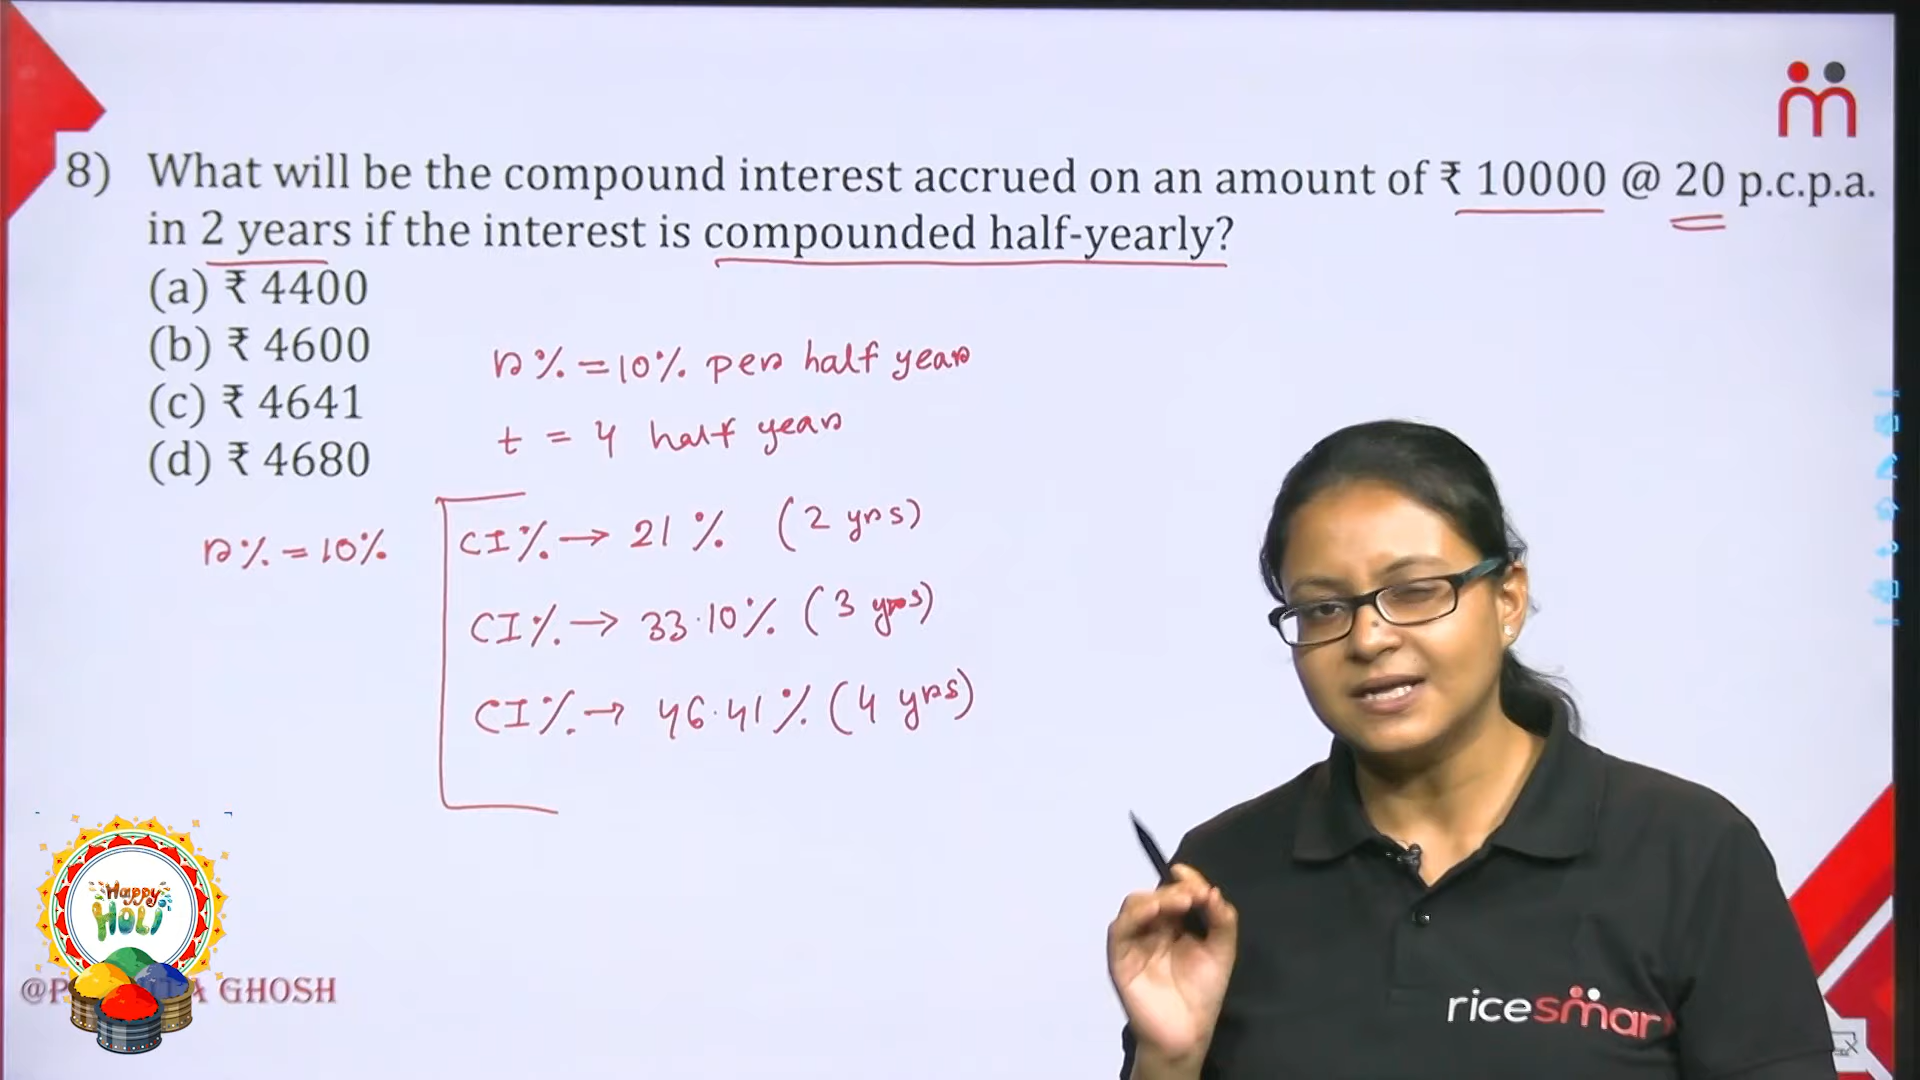 8) What will be the compound interest accrued on an amount of ₹ 10000 @ 20 p.c.p.a.
in 2 years if the interest is compounded half-yearly?
(a) ₹ 4400
(b) ₹ 4600
(c) ₹ 4641
(d) ₹ 4680
r% = 10% per half year
t = 4 half year
r% = 10%
CI% → 21% (2 yrs)
CI% → 33.10% (3 yrs)
CI% → 46.41% (4 yrs)
Happy
HOLI
GHOSH
ricesmar